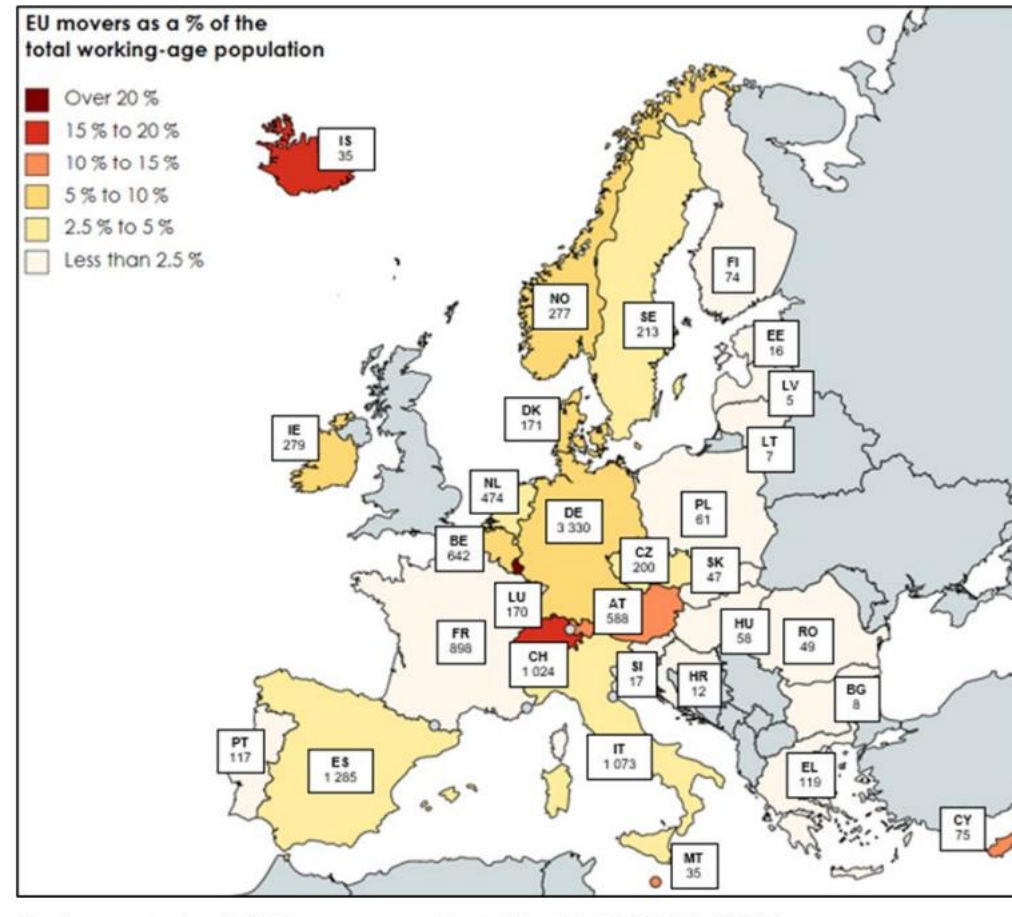 EU movers as a % of the
total working-age population
Over 20 %
15 % to 20 %
10 % to 15 %
5 % to 10 %
2.5 % to 5 %
Less than 2.5 %
IS
35
FI
74
NO
277
SE
213
EE
16
LV
5
DK
171
IE
279
LT
7
NL
474
DE
3 330
PL
61
BE
642
CZ
200
SK
47
LU
170
AT
588
FR
898
HU
58
RO
49
CH
1 024
SI
17
HR
12
BG
8
PT
117
ES
1 285
IT
1 073
EL
119
CY
75
MT
35